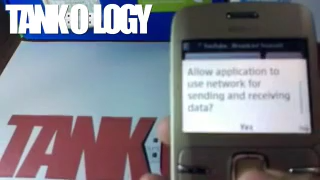 TANK-O-LOGY
Allow application to
use network for
sending and receiving
data?
Yes
TANK